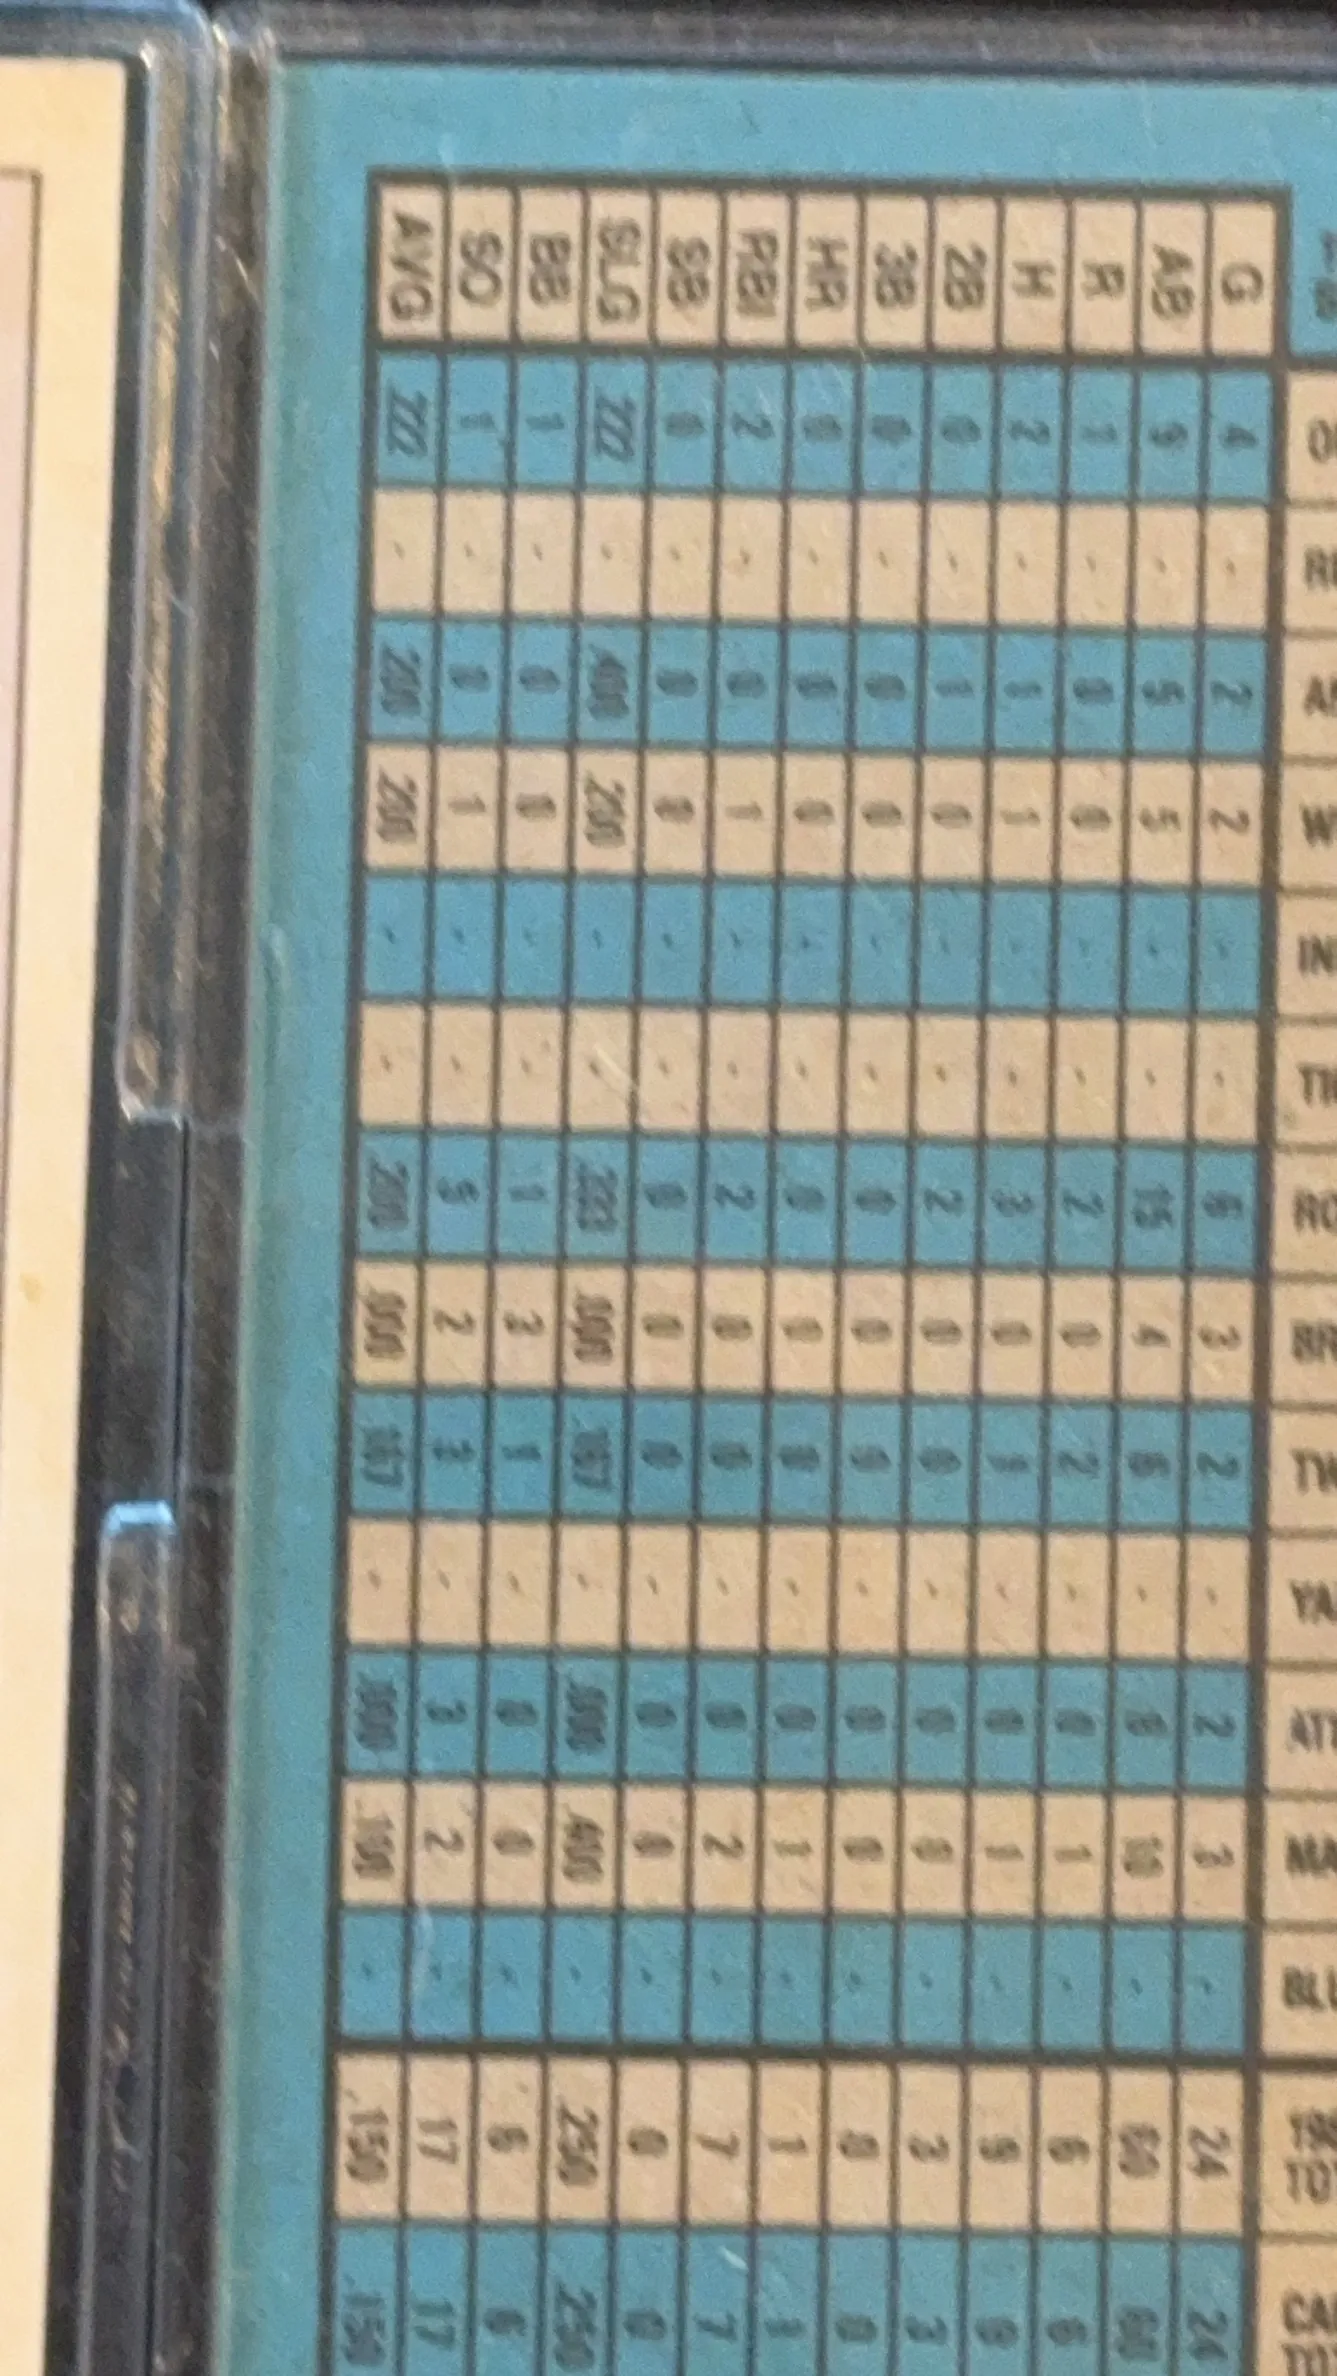 G 4 - 2 2 - - 6 3 2 - 2 3 - 24 24
AB 9 - 5 5 - - 15 4 6 - 6 10 - 60 60
R 1 - 0 0 - - 2 0 2 - 0 1 - 6 6
H 2 - 1 1 - - 3 0 1 - 0 1 - 9 9
2B 0 - 1 0 - - 2 0 0 - 0 0 - 3 3
3B 0 - 0 0 - - 0 0 0 - 0 0 - 0 0
HR 0 - 0 0 - - 0 0 0 - 0 1 - 1 1
RBI 2 - 0 1 - - 2 0 0 - 0 2 - 7 7
SB 0 - 0 0 - - 0 0 0 - 0 0 - 0 0
SLG .222 - .400 .200 - - .333 .000 .167 - .000 .400 - .250 .250
BB 1 - 0 0 - - 1 3 1 - 0 0 - 6 6
SO 1 - 0 1 - - 5 2 3 - 3 2 - 17 17
AVG .222 - .200 .200 - - .200 .000 .167 - .000 .100 - .150 .150